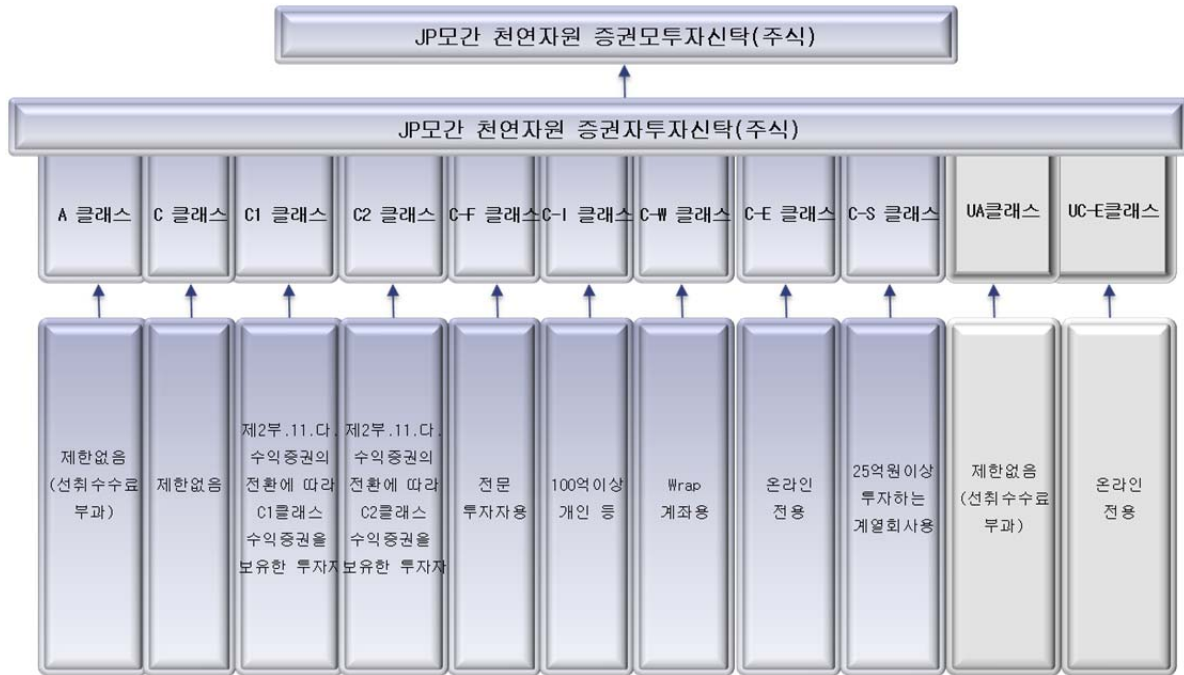 JP모간 천연자원 증권모투자신탁(주식)
JP모간 천연자원 증권자투자신탁(주식)
A 클래스
C 클래스
C1 클래스
C2 클래스
C-F 클래스
C-I 클래스
C-W 클래스
C-E 클래스
C-S 클래스
UA클래스
UC-E클래스
제한없음
(선취수수료
부과)
제한없음
제2부.11.다.
수익증권의
전환에 따라
C1클래스
수익증권을
보유한 투자자
제2부.11.다.
수익증권의
전환에 따라
C2클래스
수익증권을
보유한 투자자
전문
투자자용
100억이상
개인 등
Wrap
계좌용
온라인
전용
25억원이상
투자하는
계열회사용
제한없음
(선취수수료
부과)
온라인
전용